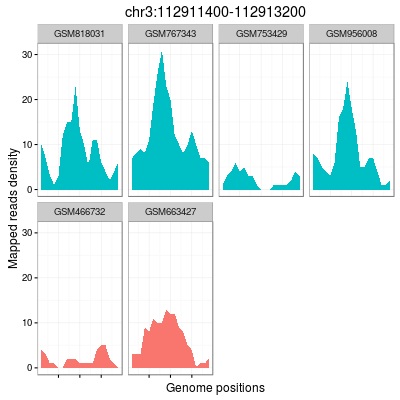 chr3:112911400-112913200
GSM818031 GSM767343 GSM753429 GSM956008
30
20
10
0
GSM466732 GSM663427
30
20
10
0
Mapped reads density
Genome positions